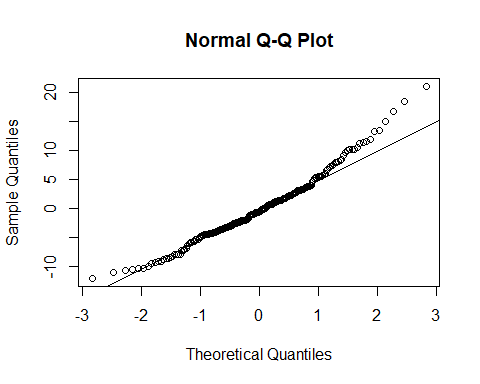 Normal Q-Q Plot
Sample Quantiles
20
10
5
0
-10
-3 -2 -1 0 1 2 3
Theoretical Quantiles